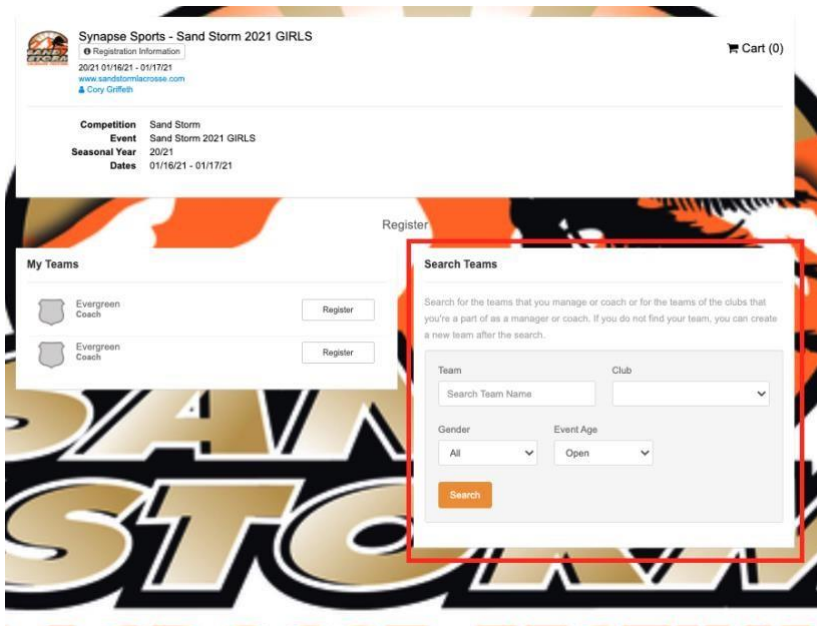 Synapse Sports - Sand Storm 2021 GIRLS
Registration Information
Cart (0)
20/21 01/16/21 - 01/17/21
www.sandstormlacrosse.com
Cory Griffeth
Competition Sand Storm
Event Sand Storm 2021 GIRLS
Seasonal Year 20/21
Dates 01/16/21 - 01/17/21
Register
My Teams
Evergreen
Coach
Register
Evergreen
Coach
Register
Search Teams
Search for the teams that you manage or coach or for the teams of the clubs that
you're a part of as a manager or coach. If you do not find your team, you can create
a new team after the search.
Team Club
Search Team Name
Gender Event Age
All Open
Search
SAN
STORM